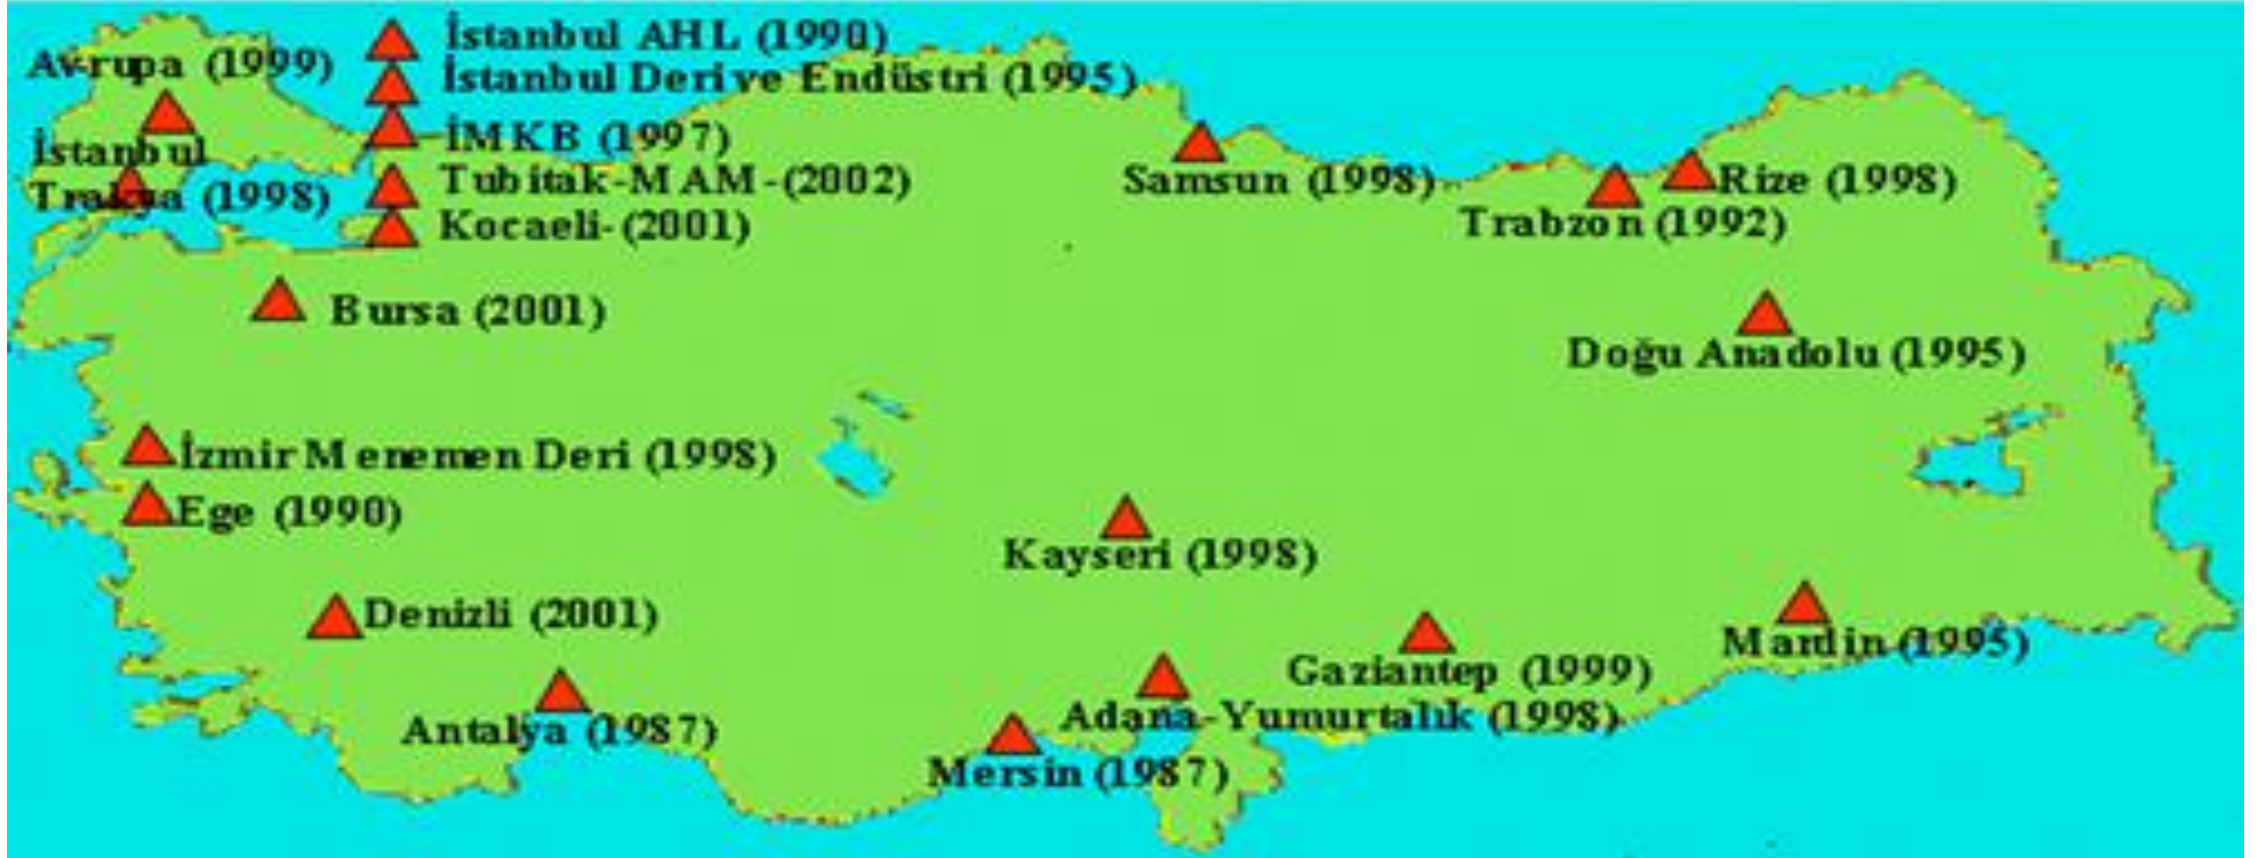 İstanbul AHL (1990)
Avrupa (1999)
İstanbul Deri ve Endüstri (1995)
İMKB (1997)
İstanbul
Trakya (1998)
Tubitak-MAM-(2002)
Kocaeli-(2001)
Samsun (1998)
Rize (1998)
Trabzon (1992)
Bursa (2001)
Doğu Anadolu (1995)
İzmir Menemen Deri (1998)
Ege (1990)
Kayseri (1998)
Denizli (2001)
Mardin (1995)
Gaziantep (1999)
Antalya (1987)
Adana-Yumurtalık (1998)
Mersin (1987)